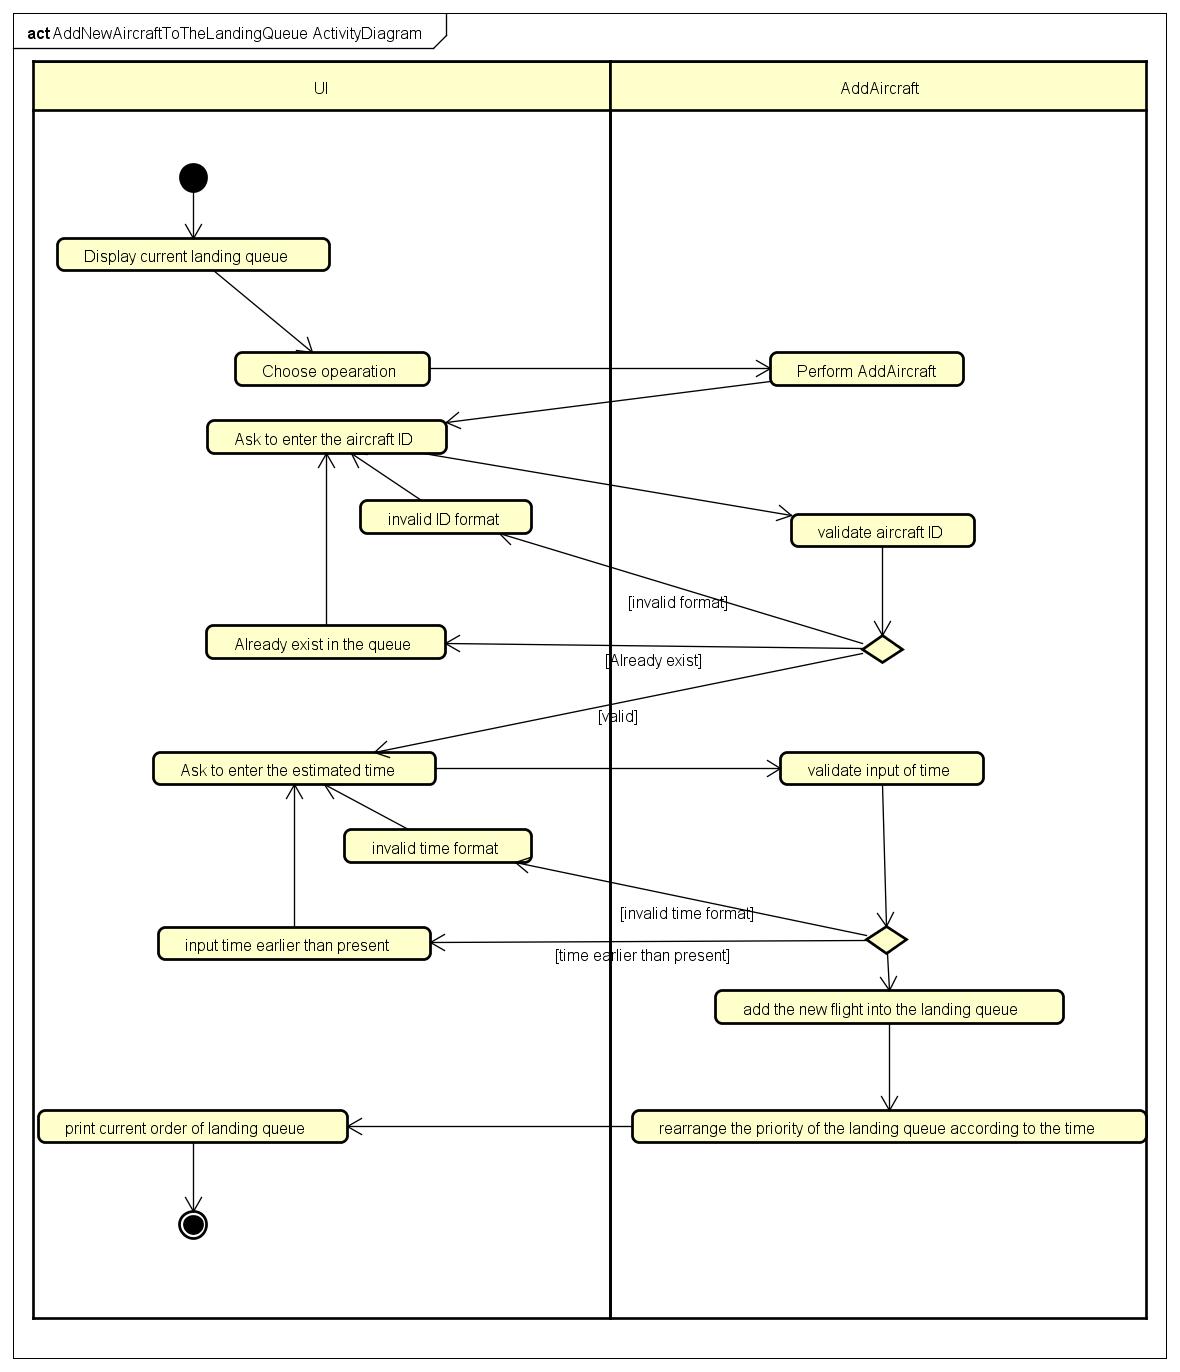 act AddNewAircraftToTheLandingQueue ActivityDiagram
UI
AddAircraft
Display current landing queue
Choose opearation
Perform AddAircraft
Ask to enter the aircraft ID
invalid ID format
validate aircraft ID
[invalid format]
Already exist in the queue
[Already exist]
[valid]
Ask to enter the estimated time
validate input of time
invalid time format
[invalid time format]
input time earlier than present
[time earlier than present]
add the new flight into the landing queue
print current order of landing queue
rearrange the priority of the landing queue according to the time